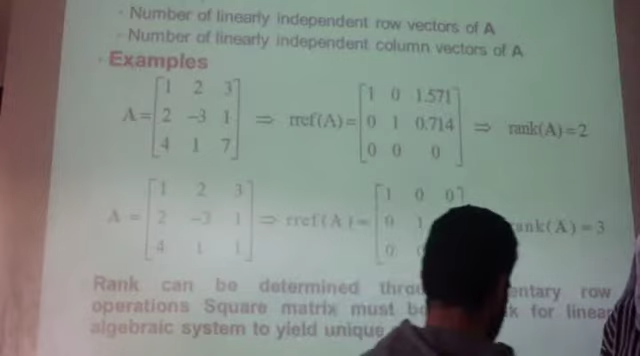 - Number of linearly independent row vectors of A
- Number of linearly independent column vectors of A
- Examples
A = [1 2 3; 2 -3 1; 4 1 7] ⇒ rref(A) = [1 0 1.571; 0 1 0.714; 0 0 0] ⇒ rank(A)=2
A = [1 2 3; 2 -3 1; 4 1 1] ⇒ rref(A) = [1 0 0; 0 1; 0 rank(A) = 3
Rank can be determined row
operations Square matrix must for linear
algebraic system to yield unique